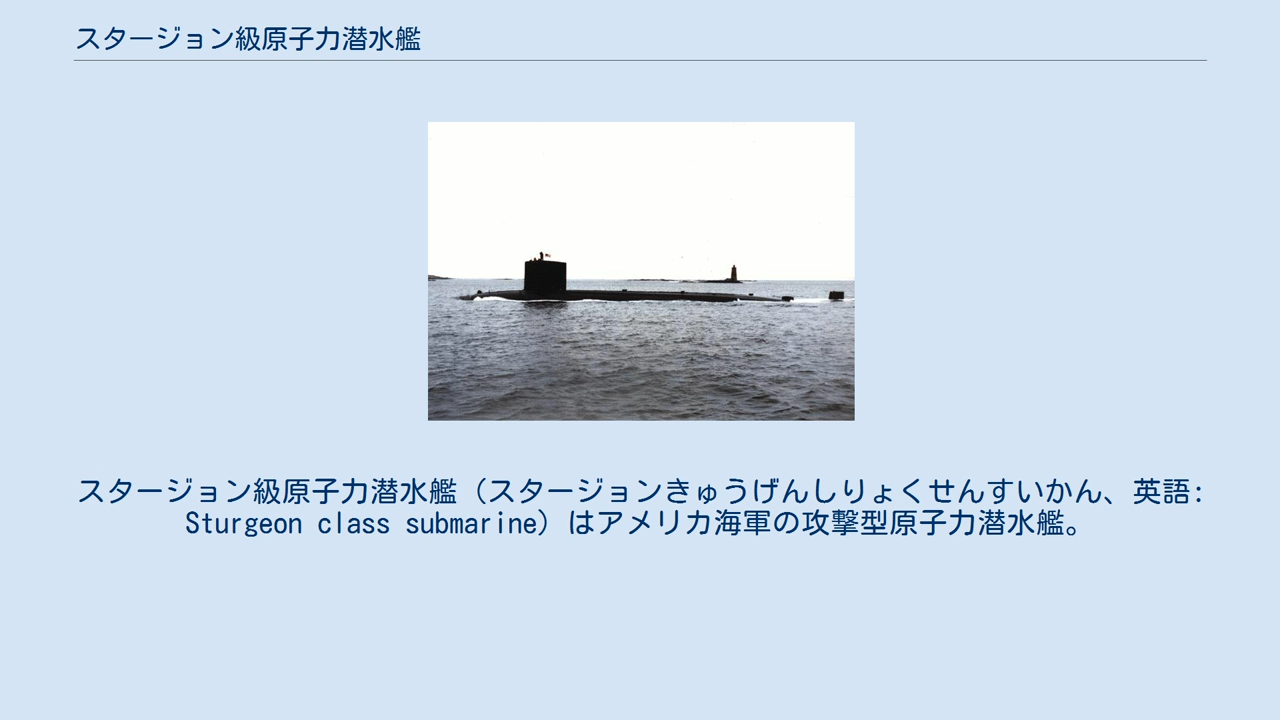 スタージョン級原子力潜水艦
スタージョン級原子力潜水艦（スタージョンきゅうげんしりょくせんすいかん、英語:
Sturgeon class submarine）はアメリカ海軍の攻撃型原子力潜水艦。